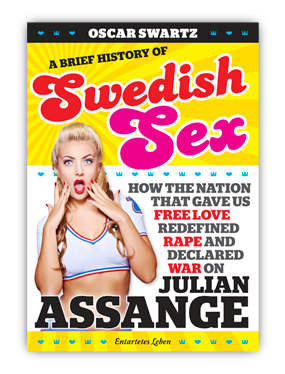 OSCAR SWARTZ
A BRIEF HISTORY OF
Swedish
Sex
HOW THE NATION
THAT GAVE US
FREE LOVE
REDEFINED
RAPE AND
DECLARED
WAR ON
JULIAN
ASSANGE
Entartetes Leben